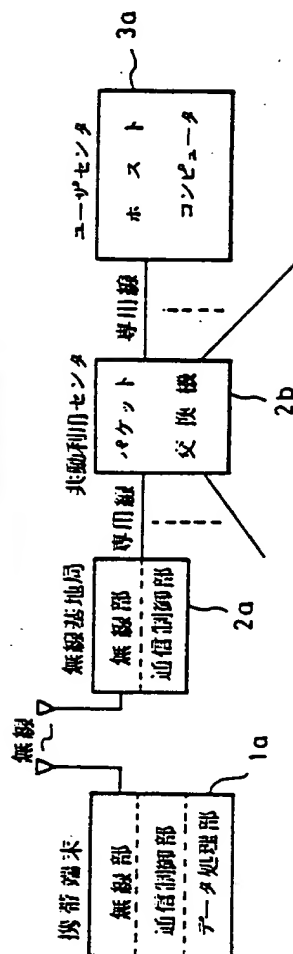 携帯端末
無線部
通信制御部
データ処理部
1a
無線
無線基地局
無線部
通信制御部
2a
専用線
共動利用センタ
パケット
交換機
2b
専用線
ユーザセンタ
ホスト
コンピュータ
3a